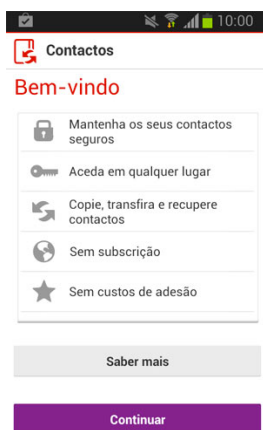 10:00
Contactos
Bem-vindo
Mantenha os seus contactos
seguros
Aceda em qualquer lugar
Copie, transfira e recupere
contactos
Sem subscrição
Sem custos de adesão
Saber mais
Continuar